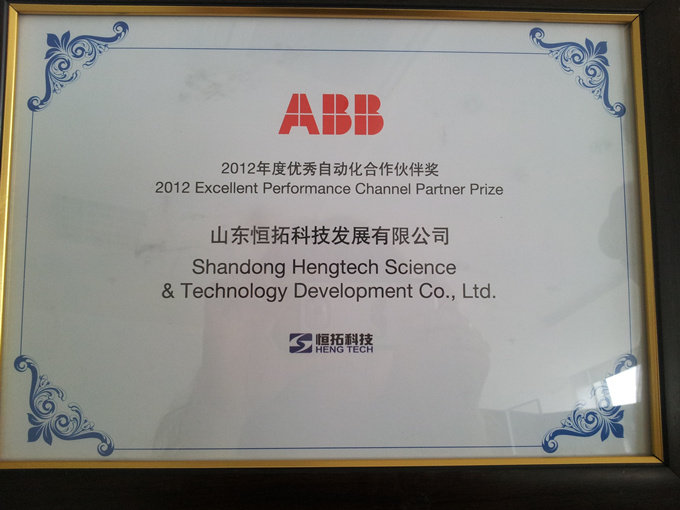 ABB
2012年度优秀自动化合作伙伴奖
2012 Excellent Performance Channel Partner Prize
山东恒拓科技发展有限公司
Shandong Hengtech Science
& Technology Development Co., Ltd.
恒拓科技
HENG TECH